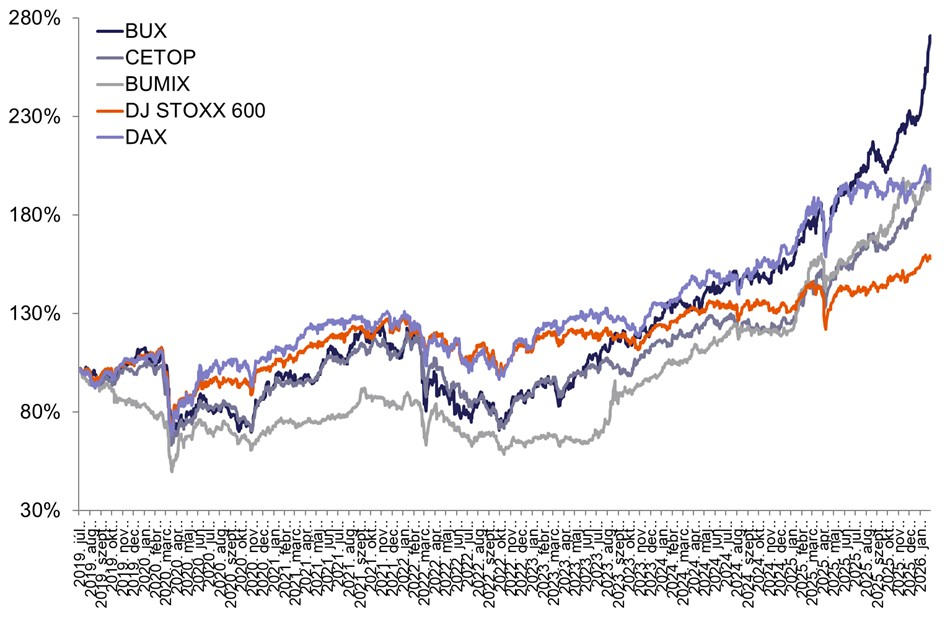 280%
230%
180%
130%
80%
30%
BUX
CETOP
BUMIX
DJ STOXX 600
DAX
2019. júl..
2019. aug..
2019. szept..
2019. okt..
2019. nov..
2019. dec..
2020. jan..
2020. febr..
2020. márc..
2020. ápr..
2020. máj..
2020. jún..
2020. júl..
2020. aug..
2020. szept..
2020. okt..
2020. nov..
2020. dec..
2021. jan..
2021. febr..
2021. márc..
2021. ápr..
2021. máj..
2021. jún..
2021. júl..
2021. aug..
2021. szept..
2021. okt..
2021. nov..
2021. dec..
2022. jan..
2022. febr..
2022. márc..
2022. ápr..
2022. máj..
2022. jún..
2022. júl..
2022. aug..
2022. szept..
2022. okt..
2022. nov..
2022. dec..
2023. jan..
2023. febr..
2023. márc..
2023. ápr..
2023. máj..
2023. jún..
2023. júl..
2023. aug..
2023. szept..
2023. okt..
2023. nov..
2023. dec..
2024. jan..
2024. febr..
2024. márc..
2024. ápr..
2024. máj..
2024. jún..
2024. júl..
2024. aug..
2024. szept..
2024. okt..
2024. nov..
2024. dec..
2025. jan..
2025. febr..
2025. márc..
2025. ápr..
2025. máj..
2025. jún..
2025. júl..
2025. aug..
2025. szept..
2025. okt..
2025. nov..
2025. dec..
2026. jan..